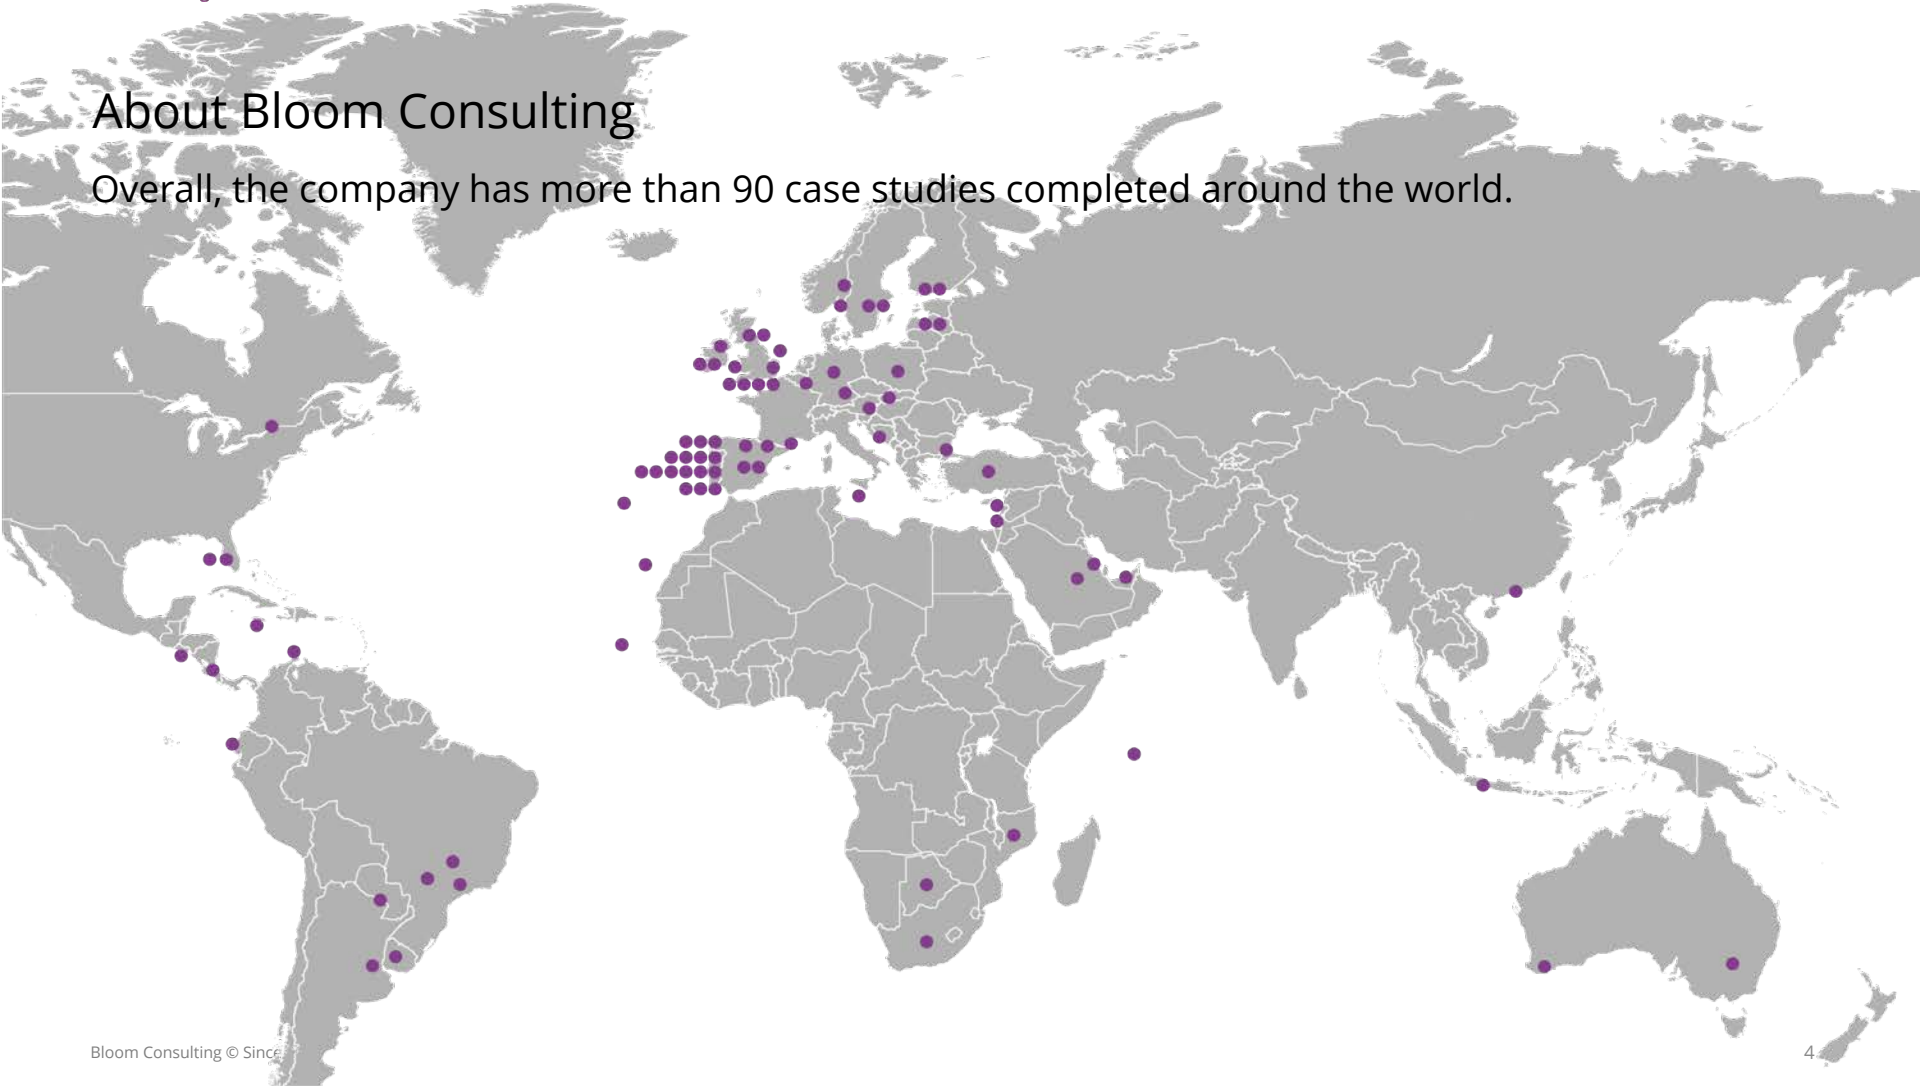 About Bloom Consulting
Overall, the company has more than 90 case studies completed around the world.
Bloom Consulting © Since
4